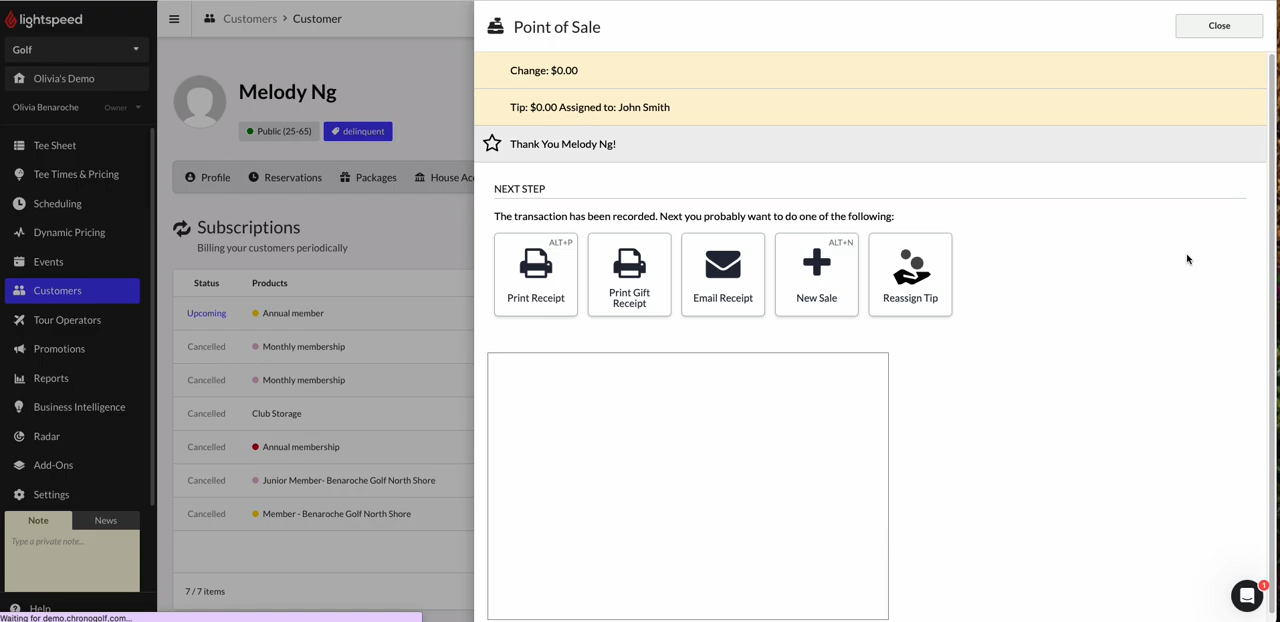 lightspeed
Golf
Olivia's Demo
Olivia Benaroche Owner
Tee Sheet
Tee Times & Pricing
Scheduling
Dynamic Pricing
Events
Customers
Tour Operators
Promotions
Reports
Business Intelligence
Radar
Add-Ons
Settings
Note News
Type a private note...
Help
Waiting for demo.chronogolf.com...
Customers > Customer
Melody Ng
Public (25-65) delinquent
Profile Reservations Packages House Acc
Subscriptions
Billing your customers periodically
Status Products
Upcoming Annual member
Cancelled Monthly membership
Cancelled Monthly membership
Cancelled Club Storage
Cancelled Annual membership
Cancelled Junior Member- Benaroche Golf North Shore
Cancelled Member - Benaroche Golf North Shore
7 / 7 items
Point of Sale
Close
Change: $0.00
Tip: $0.00 Assigned to: John Smith
Thank You Melody Ng!
NEXT STEP
The transaction has been recorded. Next you probably want to do one of the following:
ALT+P
Print Receipt
Print Gift
Receipt
Email Receipt
ALT+N
New Sale
Reassign Tip
1